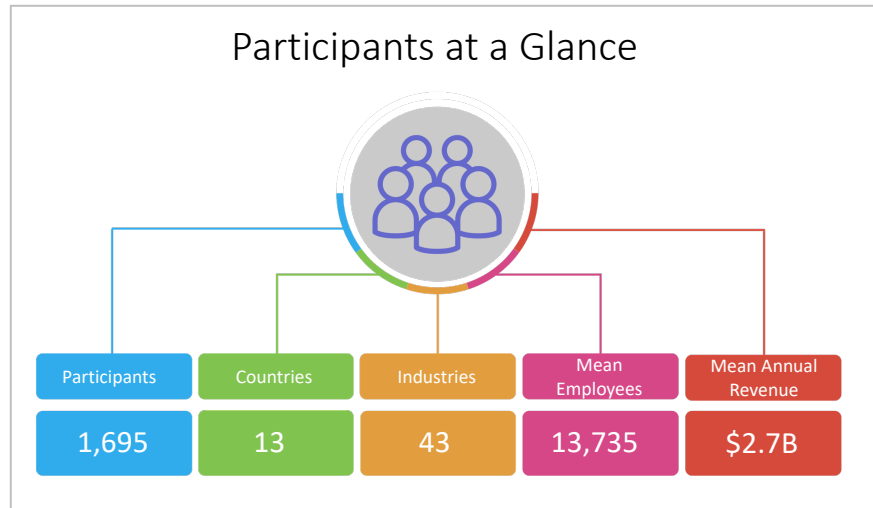 Participants at a Glance
Participants
Countries
Industries
Mean
Employees
Mean Annual
Revenue
1,695
13
43
13,735
$2.7B